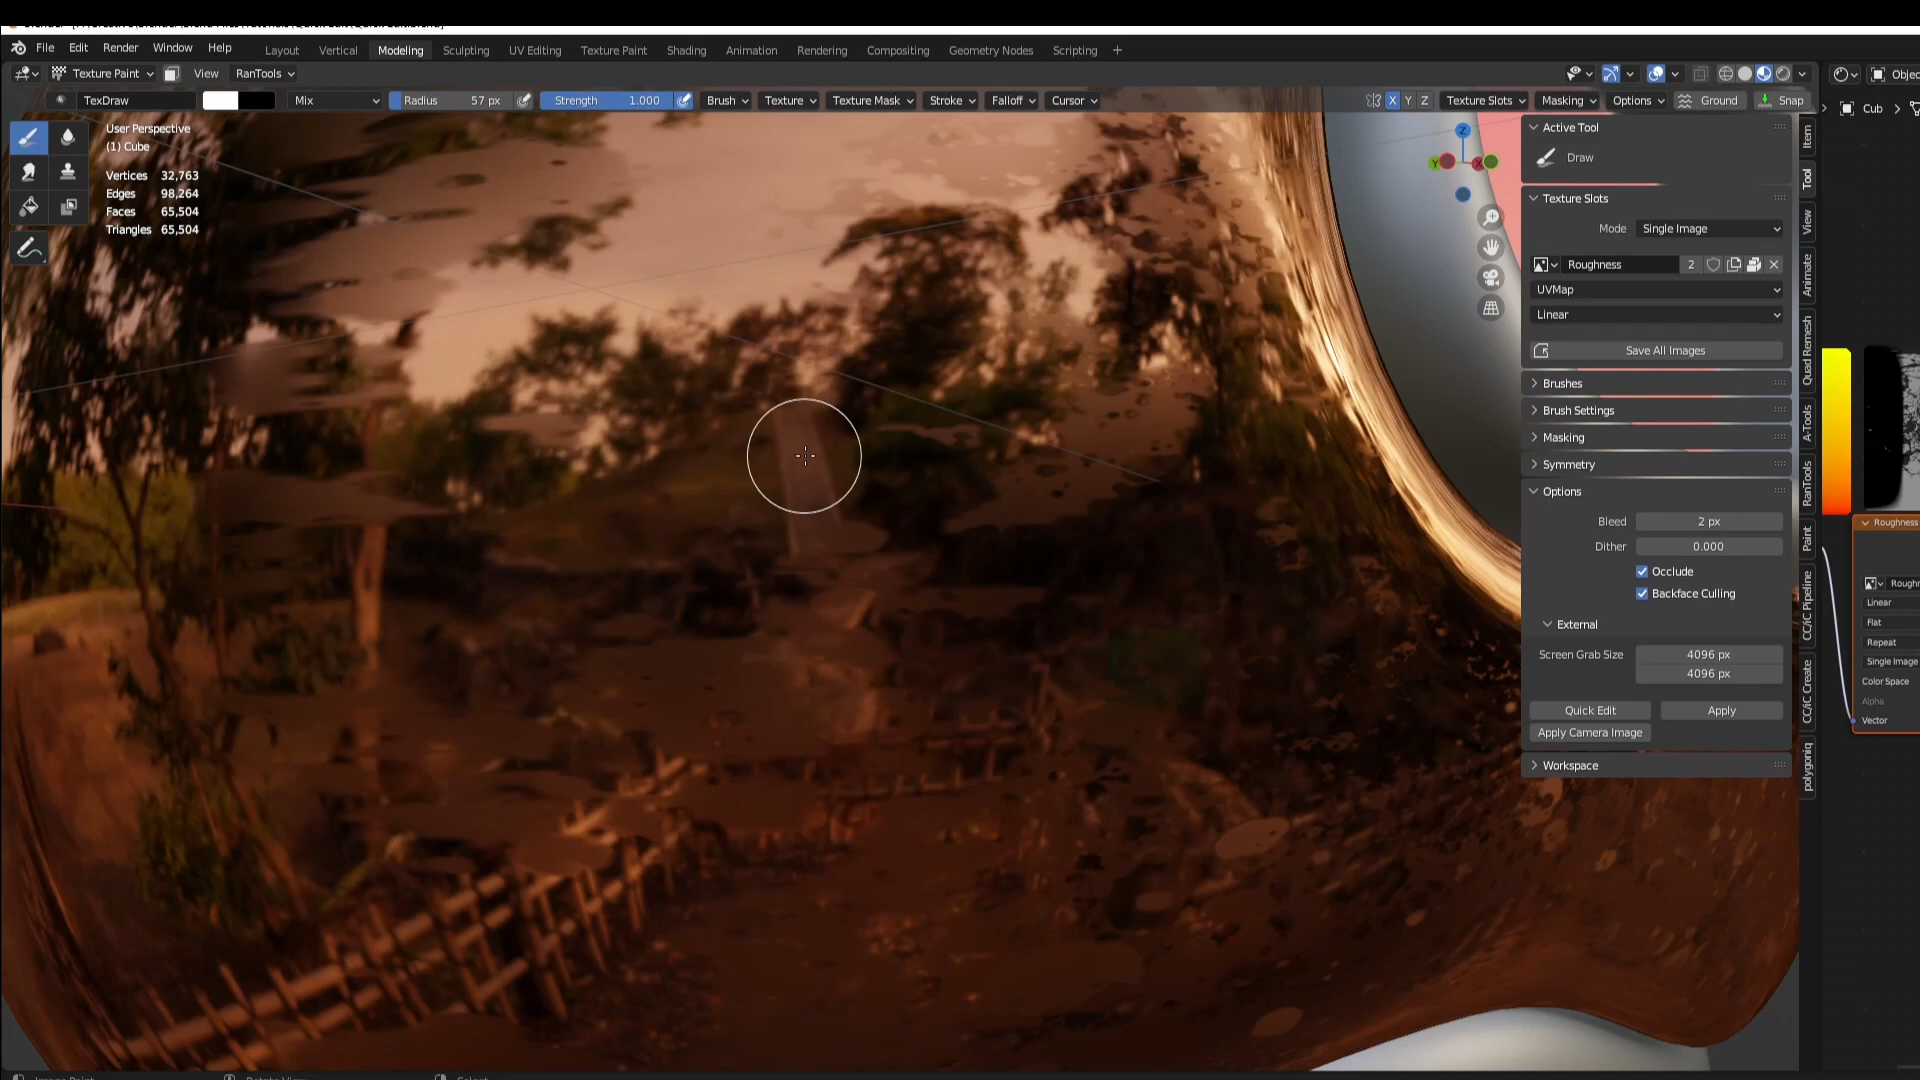 File Edit Render Window Help Layout Vertical Modeling Sculpting UV Editing Texture Paint Shading Animation Rendering Compositing Geometry Nodes Scripting +
Texture Paint View RanTools
TexDraw Mix Radius 57 px Strength 1.000 Brush Texture Texture Mask Stroke Falloff Cursor X Y Z Texture Slots Masking Options Ground Snap
User Perspective
(1) Cube
Vertices 32,763
Edges 98,264
Faces 65,504
Triangles 65,504
Z
Y
X
Active Tool
Draw
Texture Slots
Mode Single Image
Roughness 2
UVMap
Linear
Save All Images
Brushes
Brush Settings
Masking
Symmetry
Options
Bleed 2 px
Dither 0.000
Occlude
Backface Culling
External
Screen Grab Size 4096 px
4096 px
Quick Edit Apply
Apply Camera Image
Workspace
Item
Tool
View
Animate
Quad Remesh
A-Tools
RanTools
Paint
CC/iC Pipeline
CC/iC Create
polygoniq
Cub
Roughness
Linear
Flat
Repeat
Single Image
Color Space
Alpha
Vector